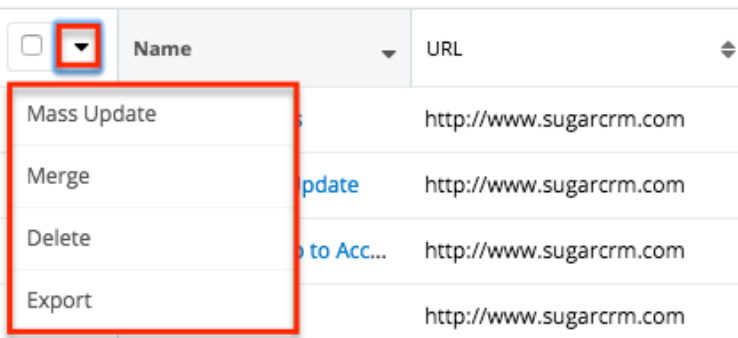 Name URL
Mass Update http://www.sugarcrm.com
Merge http://www.sugarcrm.com
Delete to Acc... http://www.sugarcrm.com
Export http://www.sugarcrm.com